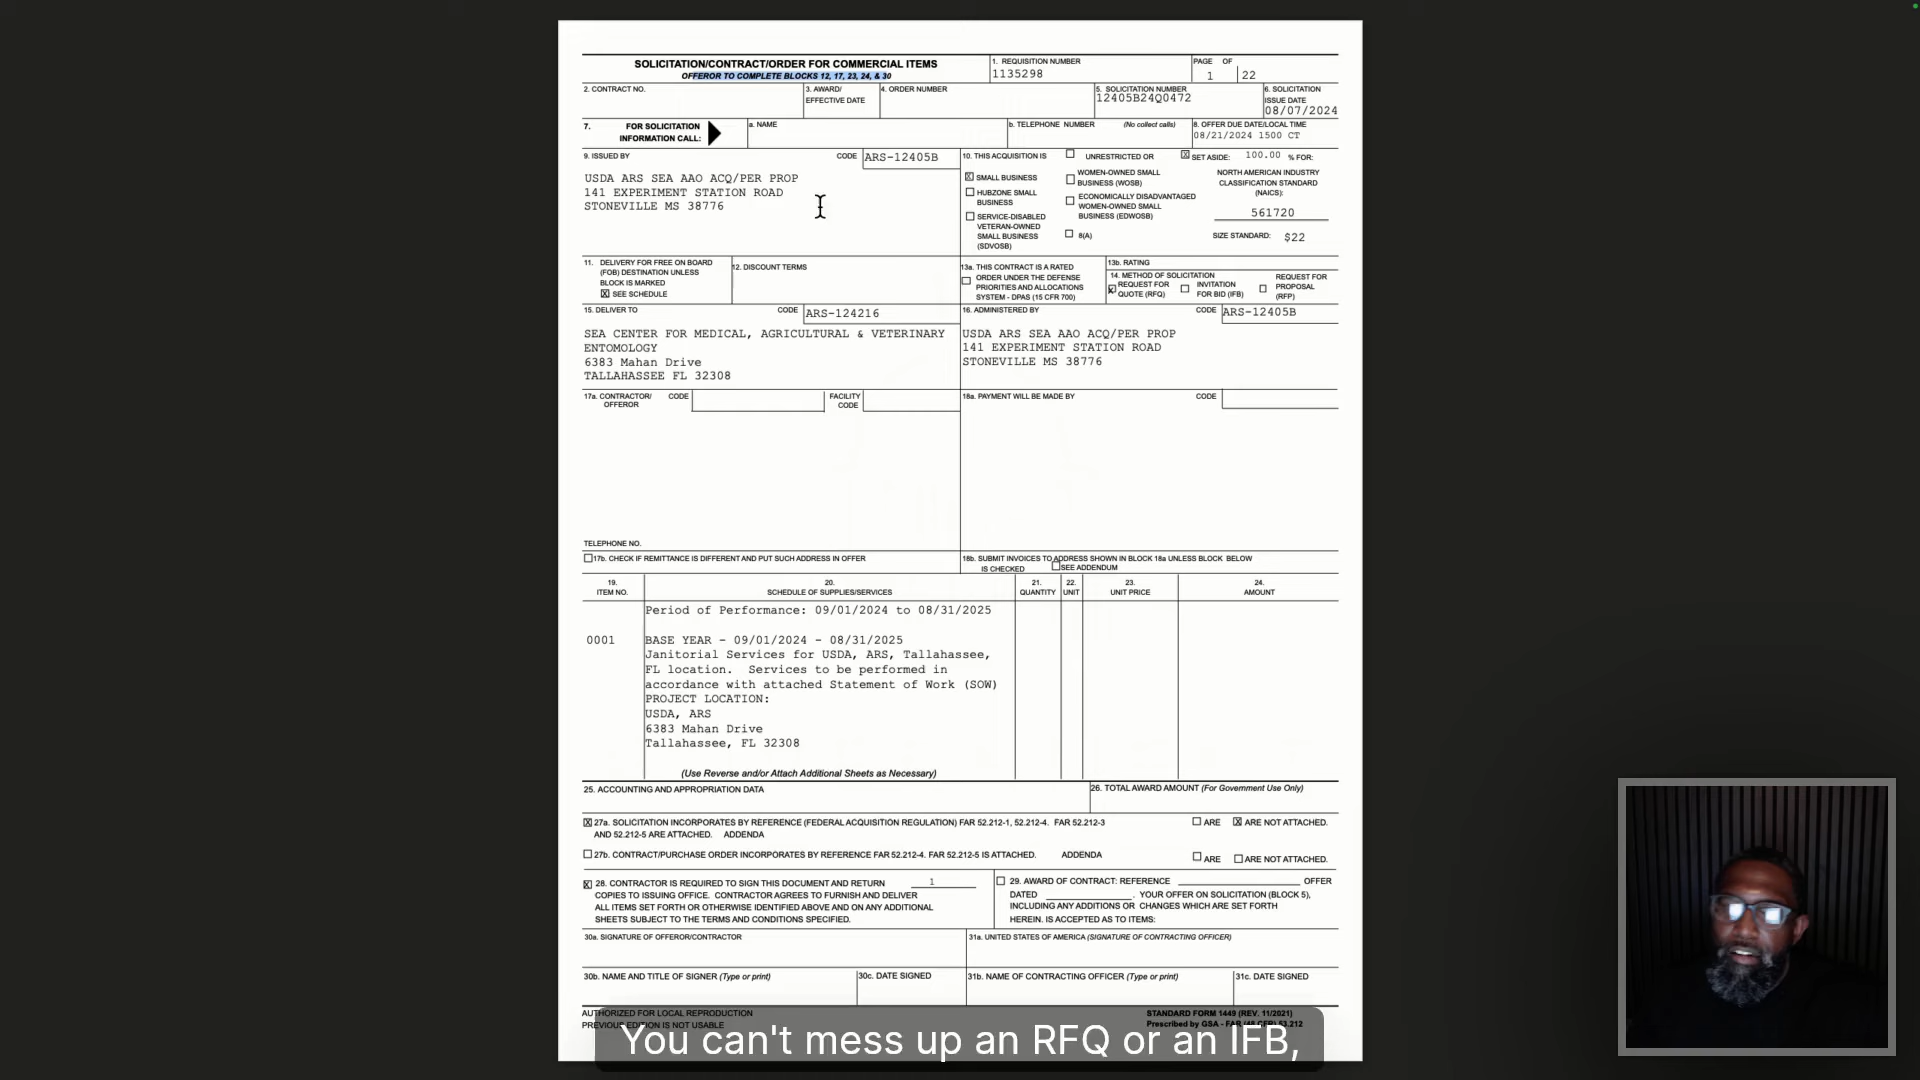 SOLICITATION/CONTRACT/ORDER FOR COMMERCIAL ITEMS
OFFEROR TO COMPLETE BLOCKS 12, 17, 23, 24, & 30
1. REQUISITION NUMBER
1135298
PAGE OF
1 22
2. CONTRACT NO.
3. AWARD/
EFFECTIVE DATE
4. ORDER NUMBER
5. SOLICITATION NUMBER
12405B24Q0472
6. SOLICITATION
ISSUE DATE
08/07/2024
7. FOR SOLICITATION
INFORMATION CALL:
a. NAME
b. TELEPHONE NUMBER (No collect calls)
8. OFFER DUE DATE/LOCAL TIME
08/21/2024 1500 CT
9. ISSUED BY
CODE ARS-12405B
USDA ARS SEA AAO ACQ/PER PROP
141 EXPERIMENT STATION ROAD
STONEVILLE MS 38776
10. THIS ACQUISITION IS
UNRESTRICTED OR
X SET ASIDE: 100.00 % FOR:
X SMALL BUSINESS
HUBZONE SMALL
BUSINESS
SERVICE-DISABLED
VETERAN-OWNED
SMALL BUSINESS
(SDVOSB)
WOMEN-OWNED SMALL
BUSINESS (WOSB)
ECONOMICALLY DISADVANTAGED
WOMEN-OWNED SMALL
BUSINESS (EDWOSB)
8(A)
NORTH AMERICAN INDUSTRY
CLASSIFICATION STANDARD
(NAICS):
561720
SIZE STANDARD: $22
11. DELIVERY FOR FREE ON BOARD
(FOB) DESTINATION UNLESS
BLOCK IS MARKED
X SEE SCHEDULE
12. DISCOUNT TERMS
13a. THIS CONTRACT IS A RATED
ORDER UNDER THE DEFENSE
PRIORITIES AND ALLOCATIONS
SYSTEM - DPAS (15 CFR 700)
13b. RATING
14. METHOD OF SOLICITATION
X REQUEST FOR
QUOTE (RFQ)
INVITATION
FOR BID (IFB)
REQUEST FOR
PROPOSAL
(RFP)
15. DELIVER TO
CODE ARS-124216
SEA CENTER FOR MEDICAL, AGRICULTURAL & VETERINARY
ENTOMOLOGY
6383 Mahan Drive
TALLAHASSEE FL 32308
16. ADMINISTERED BY
CODE ARS-12405B
USDA ARS SEA AAO ACQ/PER PROP
141 EXPERIMENT STATION ROAD
STONEVILLE MS 38776
17a. CONTRACTOR/
OFFEROR
CODE
FACILITY
CODE
18a. PAYMENT WILL BE MADE BY
CODE
TELEPHONE NO.
17b. CHECK IF REMITTANCE IS DIFFERENT AND PUT SUCH ADDRESS IN OFFER
18b. SUBMIT INVOICES TO ADDRESS SHOWN IN BLOCK 18a UNLESS BLOCK BELOW
IS CHECKED SEE ADDENDUM
19.
ITEM NO.
20.
SCHEDULE OF SUPPLIES/SERVICES
21.
QUANTITY
22.
UNIT
23.
UNIT PRICE
24.
AMOUNT
Period of Performance: 09/01/2024 to 08/31/2025
0001 BASE YEAR - 09/01/2024 - 08/31/2025
Janitorial Services for USDA, ARS, Tallahassee,
FL location. Services to be performed in
accordance with attached Statement of Work (SOW)
PROJECT LOCATION:
USDA, ARS
6383 Mahan Drive
Tallahassee, FL 32308
(Use Reverse and/or Attach Additional Sheets as Necessary)
25. ACCOUNTING AND APPROPRIATION DATA
26. TOTAL AWARD AMOUNT (For Government Use Only)
X 27a. SOLICITATION INCORPORATES BY REFERENCE (FEDERAL ACQUISITION REGULATION) FAR 52.212-1, 52.212-4. FAR 52.212-3
AND 52.212-5 ARE ATTACHED. ADDENDA
ARE X ARE NOT ATTACHED.
27b. CONTRACT/PURCHASE ORDER INCORPORATES BY REFERENCE FAR 52.212-4. FAR 52.212-5 IS ATTACHED. ADDENDA
ARE ARE NOT ATTACHED.
X 28. CONTRACTOR IS REQUIRED TO SIGN THIS DOCUMENT AND RETURN 1
COPIES TO ISSUING OFFICE. CONTRACTOR AGREES TO FURNISH AND DELIVER
ALL ITEMS SET FORTH OR OTHERWISE IDENTIFIED ABOVE AND ON ANY ADDITIONAL
SHEETS SUBJECT TO THE TERMS AND CONDITIONS SPECIFIED.
29. AWARD OF CONTRACT: REFERENCE OFFER
DATED . YOUR OFFER ON SOLICITATION (BLOCK 5),
INCLUDING ANY ADDITIONS OR CHANGES WHICH ARE SET FORTH
HEREIN. IS ACCEPTED AS TO ITEMS:
30a. SIGNATURE OF OFFEROR/CONTRACTOR
31a. UNITED STATES OF AMERICA (SIGNATURE OF CONTRACTING OFFICER)
30b. NAME AND TITLE OF SIGNER (Type or print)
30c. DATE SIGNED
31b. NAME OF CONTRACTING OFFICER (Type or print)
31c. DATE SIGNED
AUTHORIZED FOR LOCAL REPRODUCTION
PREVIOUS EDITION IS NOT USABLE
STANDARD FORM 1449 (REV. 11/2021)
Prescribed by GSA - FAR (48 CFR) 53.212
You can't mess up an RFQ or an IFB,